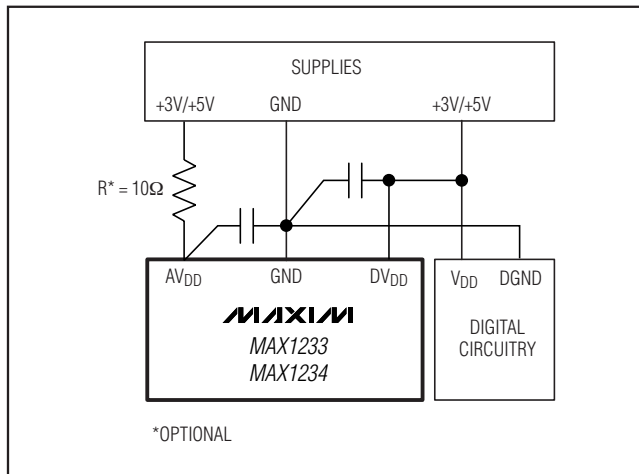 SUPPLIES
+3V/+5V GND +3V/+5V
R* = 10Ω
AVDD GND DVDD VDD DGND
MAXIM
MAX1233
MAX1234
DIGITAL
CIRCUITRY
*OPTIONAL